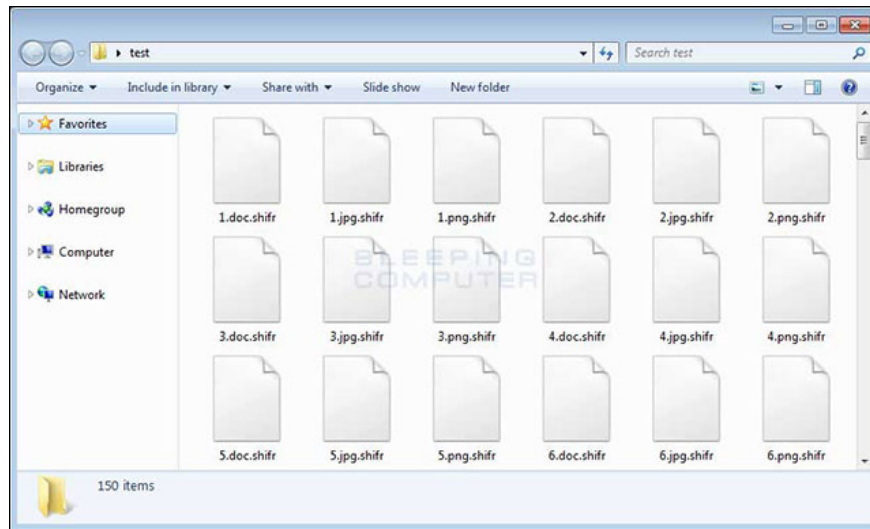 test
Search test
Organize Include in library Share with Slide show New folder
Favorites
Libraries
Homegroup
Computer
Network
1.doc.shifr 1.jpg.shifr 1.png.shifr 2.doc.shifr 2.jpg.shifr 2.png.shifr
BLEEPING
COMPUTER
3.doc.shifr 3.jpg.shifr 3.png.shifr 4.doc.shifr 4.jpg.shifr 4.png.shifr
5.doc.shifr 5.jpg.shifr 5.png.shifr 6.doc.shifr 6.jpg.shifr 6.png.shifr
150 items